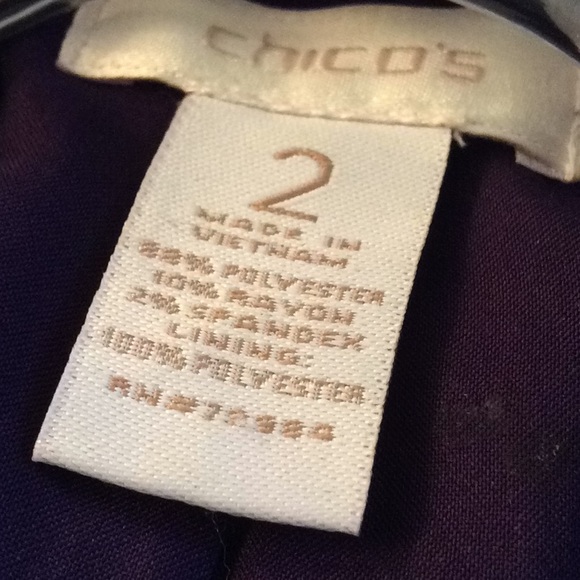 Chico's
2
MADE IN
VIETNAM
88% POLYESTER
10% RAYON
2% SPANDEX
LINING:
100% POLYESTER